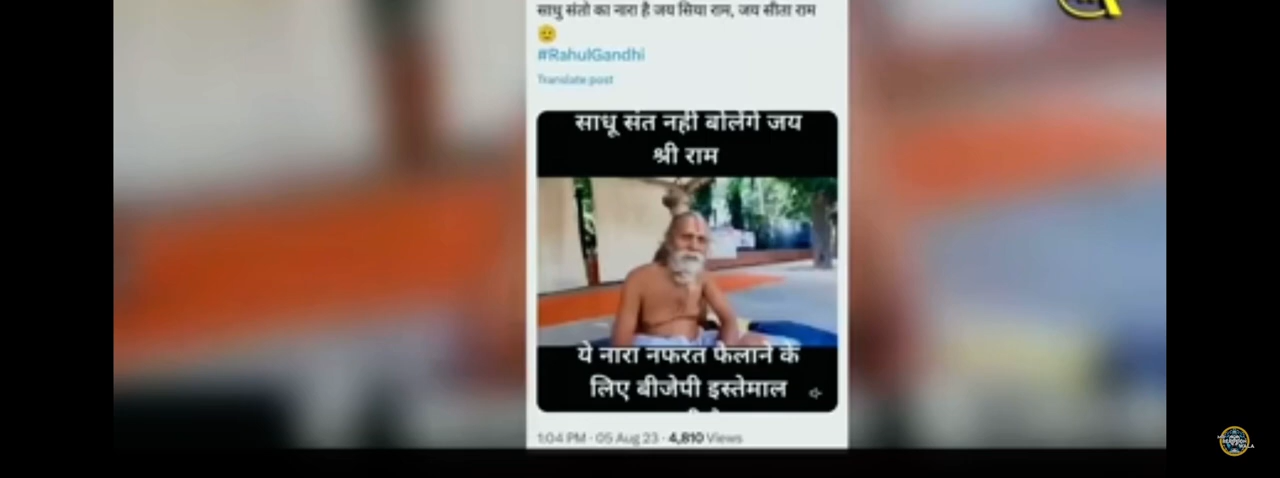 साधु संतो का नारा है जय सिया राम, जय सीता राम
#RahulGandhi
Translate post
साधू संत नही बोलेंगे जय
श्री राम
ये नारा नफरत फैलाने के
लिए बीजेपी इस्तेमाल
1:04 PM · 05 Aug 23 · 4,810 Views